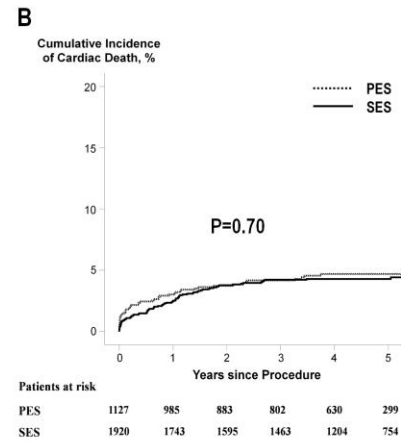 B
Cumulative Incidence
of Cardiac Death, %
PES
SES
20
15
10
5
0
P=0.70
0 1 2 3 4 5
Years since Procedure
Patients at risk
PES 1127 985 883 802 630 299
SES 1920 1743 1595 1463 1204 754